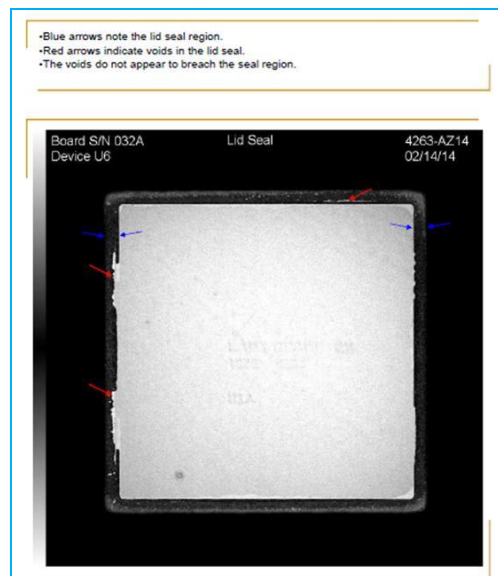 •Blue arrows note the lid seal region.
•Red arrows indicate voids in the lid seal.
•The voids do not appear to breach the seal region.
Board S/N 032A Lid Seal 4263-AZ14
Device U6 02/14/14